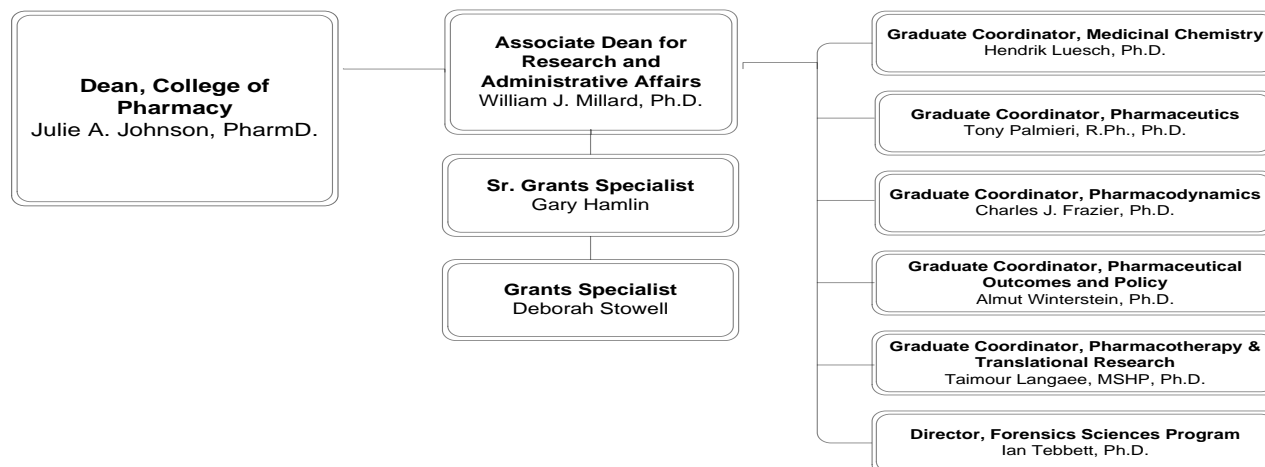 Dean, College of
Pharmacy
Julie A. Johnson, PharmD.
Associate Dean for
Research and
Administrative Affairs
William J. Millard, Ph.D.
Sr. Grants Specialist
Gary Hamlin
Grants Specialist
Deborah Stowell
Graduate Coordinator, Medicinal Chemistry
Hendrik Luesch, Ph.D.
Graduate Coordinator, Pharmaceutics
Tony Palmieri, R.Ph., Ph.D.
Graduate Coordinator, Pharmacodynamics
Charles J. Frazier, Ph.D.
Graduate Coordinator, Pharmaceutical
Outcomes and Policy
Almut Winterstein, Ph.D.
Graduate Coordinator, Pharmacotherapy &
Translational Research
Taimour Langaee, MSHP, Ph.D.
Director, Forensics Sciences Program
Ian Tebbett, Ph.D.